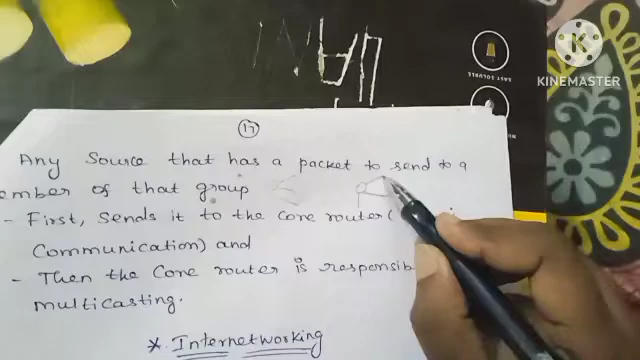 KINEMASTER
17
Any Source that has a packet to send to a
ember of that group
- First, sends it to the core router(
Communication) and
- Then the core router is responsib
multicasting.
* Internetworking